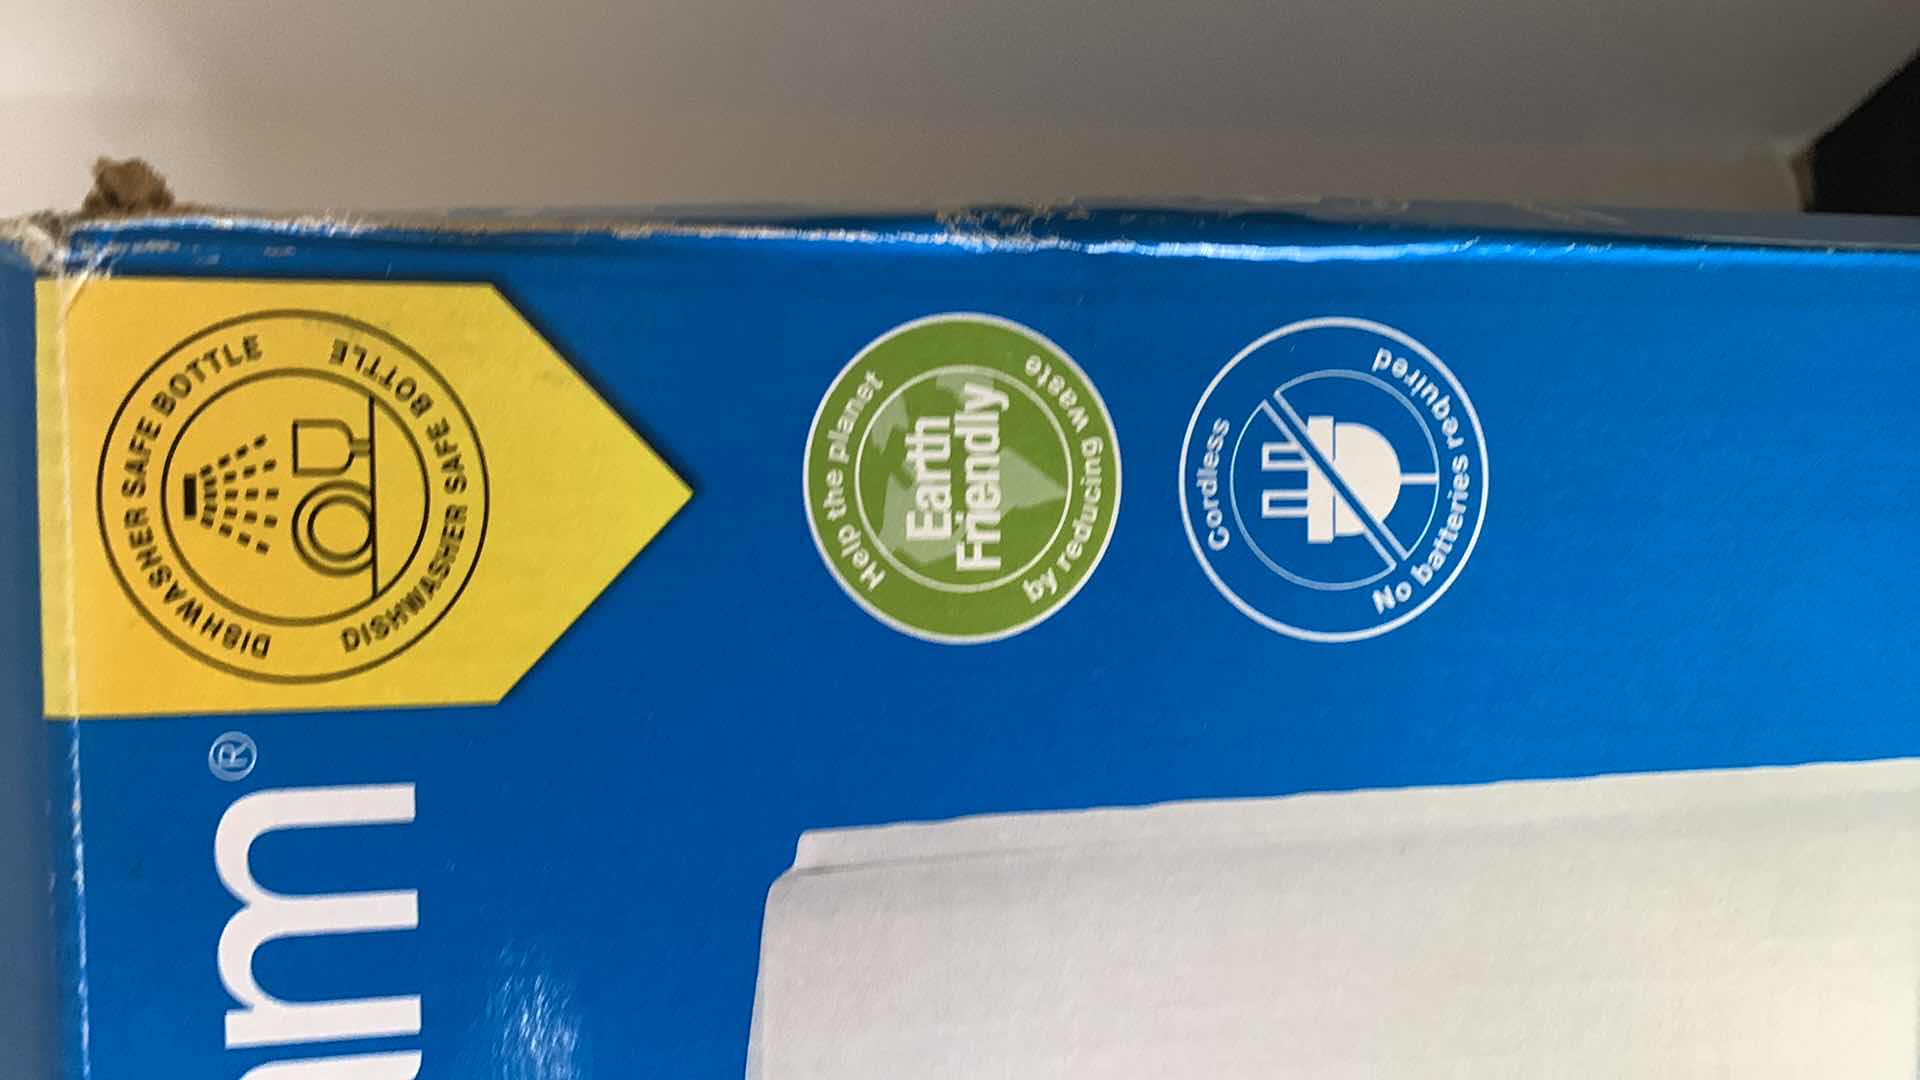 DISHWASHER SAFE BOTTLE
DISHWASHER SAFE BOTTLE
Help the planet
Earth
Friendly
by reducing waste
Cordless
No batteries required
m®